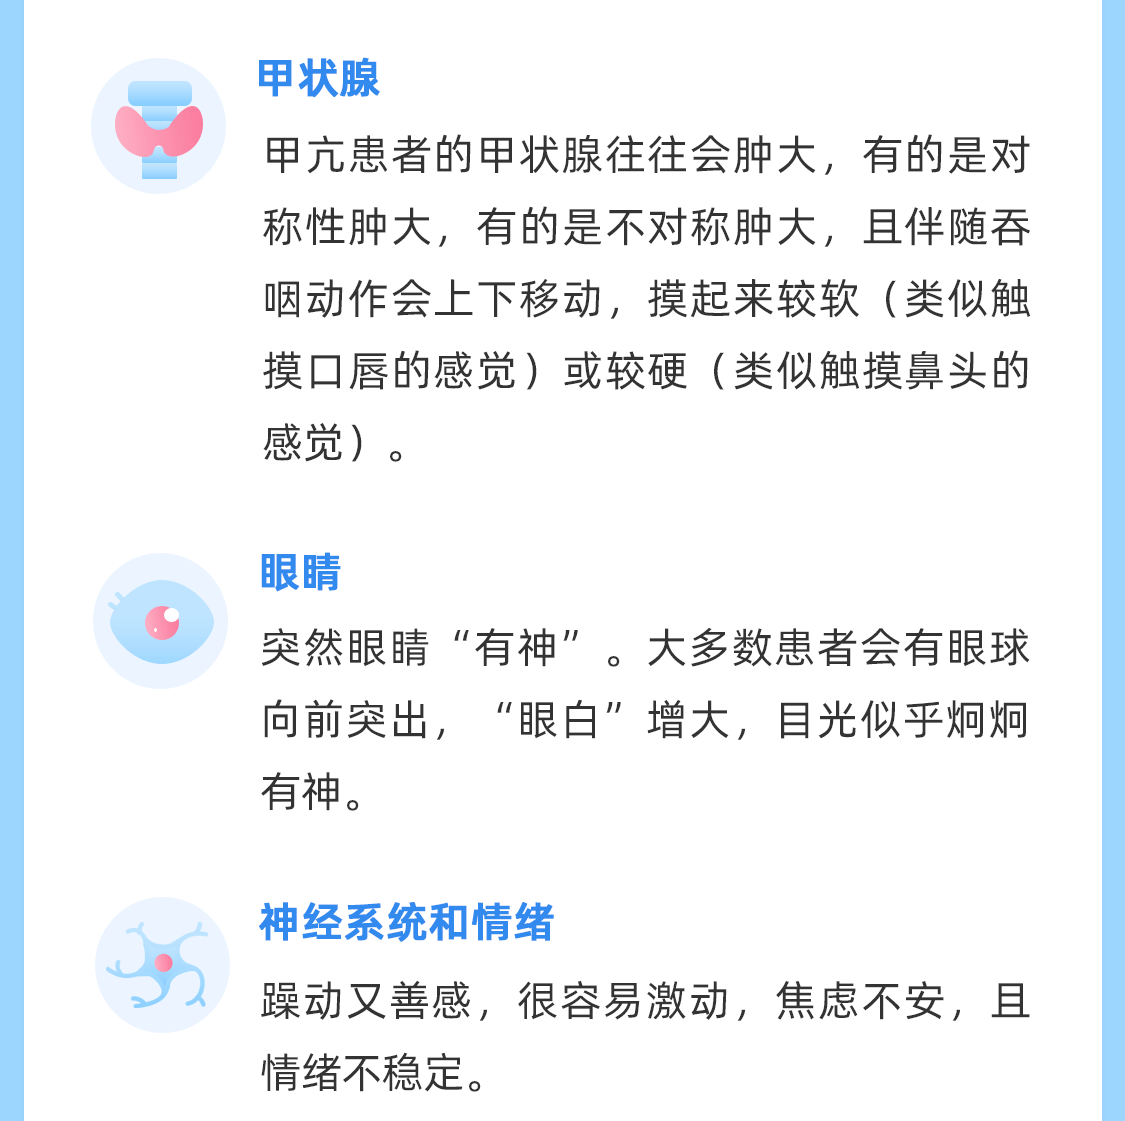 甲状腺
甲亢患者的甲状腺往往会肿大，有的是对
称性肿大，有的是不对称肿大，且伴随吞
咽动作会上下移动，摸起来较软（类似触
摸口唇的感觉）或较硬（类似触摸鼻头的
感觉）。
眼睛
突然眼睛“有神”。大多数患者会有眼球
向前突出，“眼白”增大，目光似乎炯炯
有神。
神经系统和情绪
躁动又善感，很容易激动，焦虑不安，且
情绪不稳定。